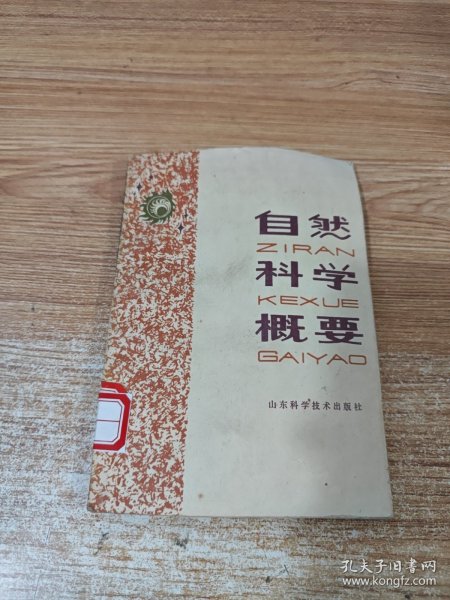 自然
ZIRAN
科学
KEXUE
概要
GAIYAO
山东科学技术出版社
孔夫子旧书网
www.kongfz.com